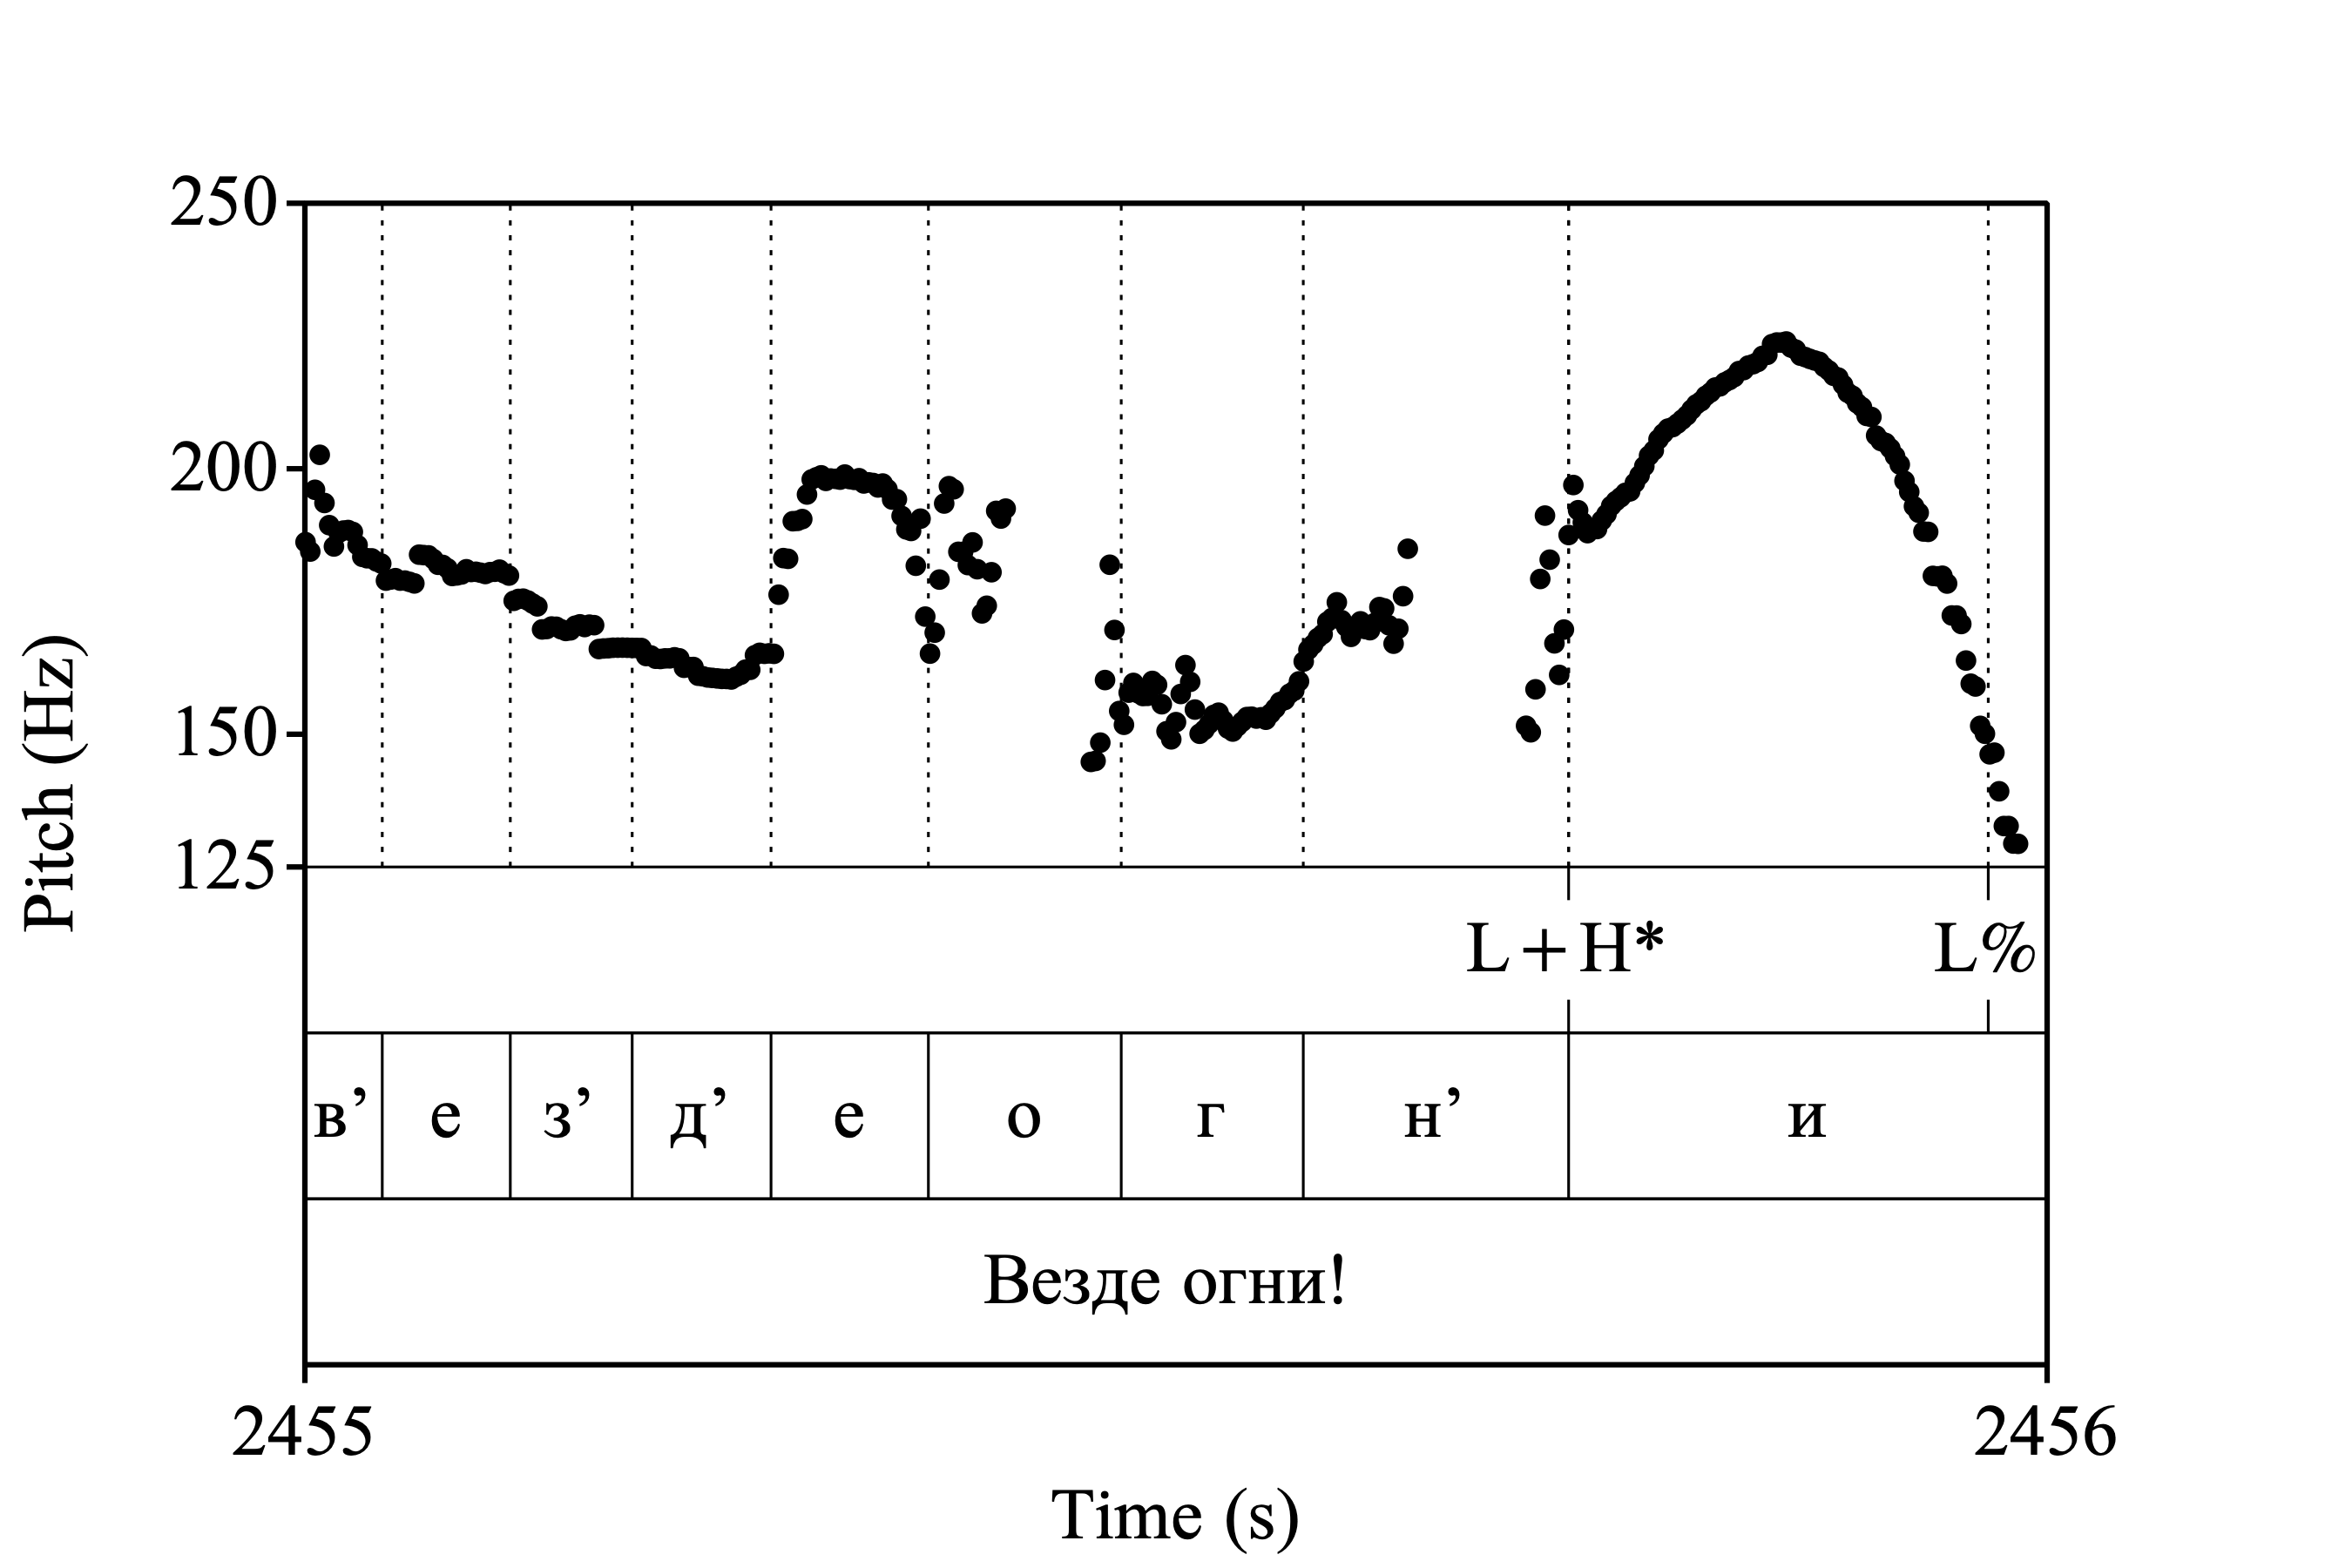 250
200
150
125
Pitch (Hz)
L+H* L%
в’ е з’ д’ е о г н’ и
Везде огни!
2455 2456
Time (s)